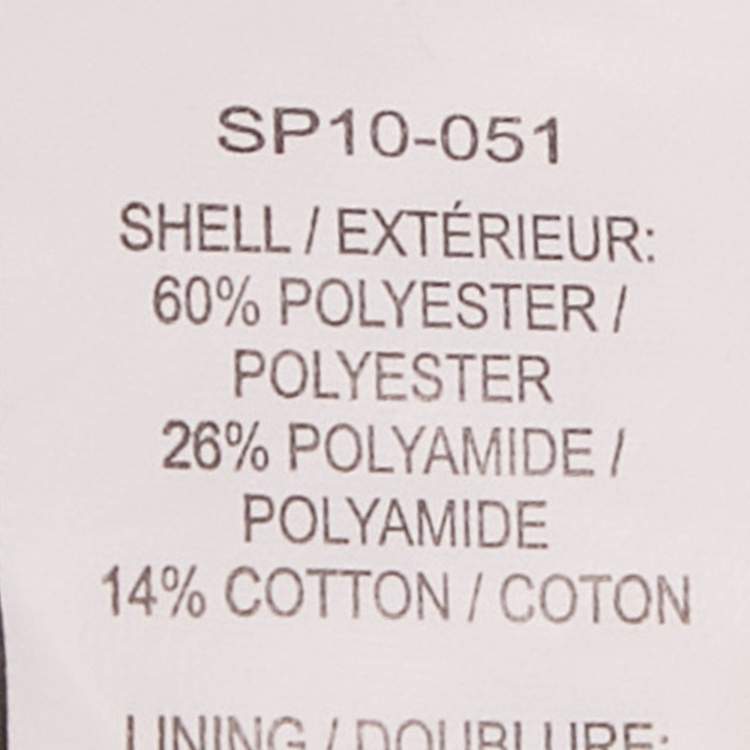 SP10-051
SHELL / EXTÉRIEUR:
60% POLYESTER /
POLYESTER
26% POLYAMIDE /
POLYAMIDE
14% COTTON / COTON
LINING / DOUBLURE: